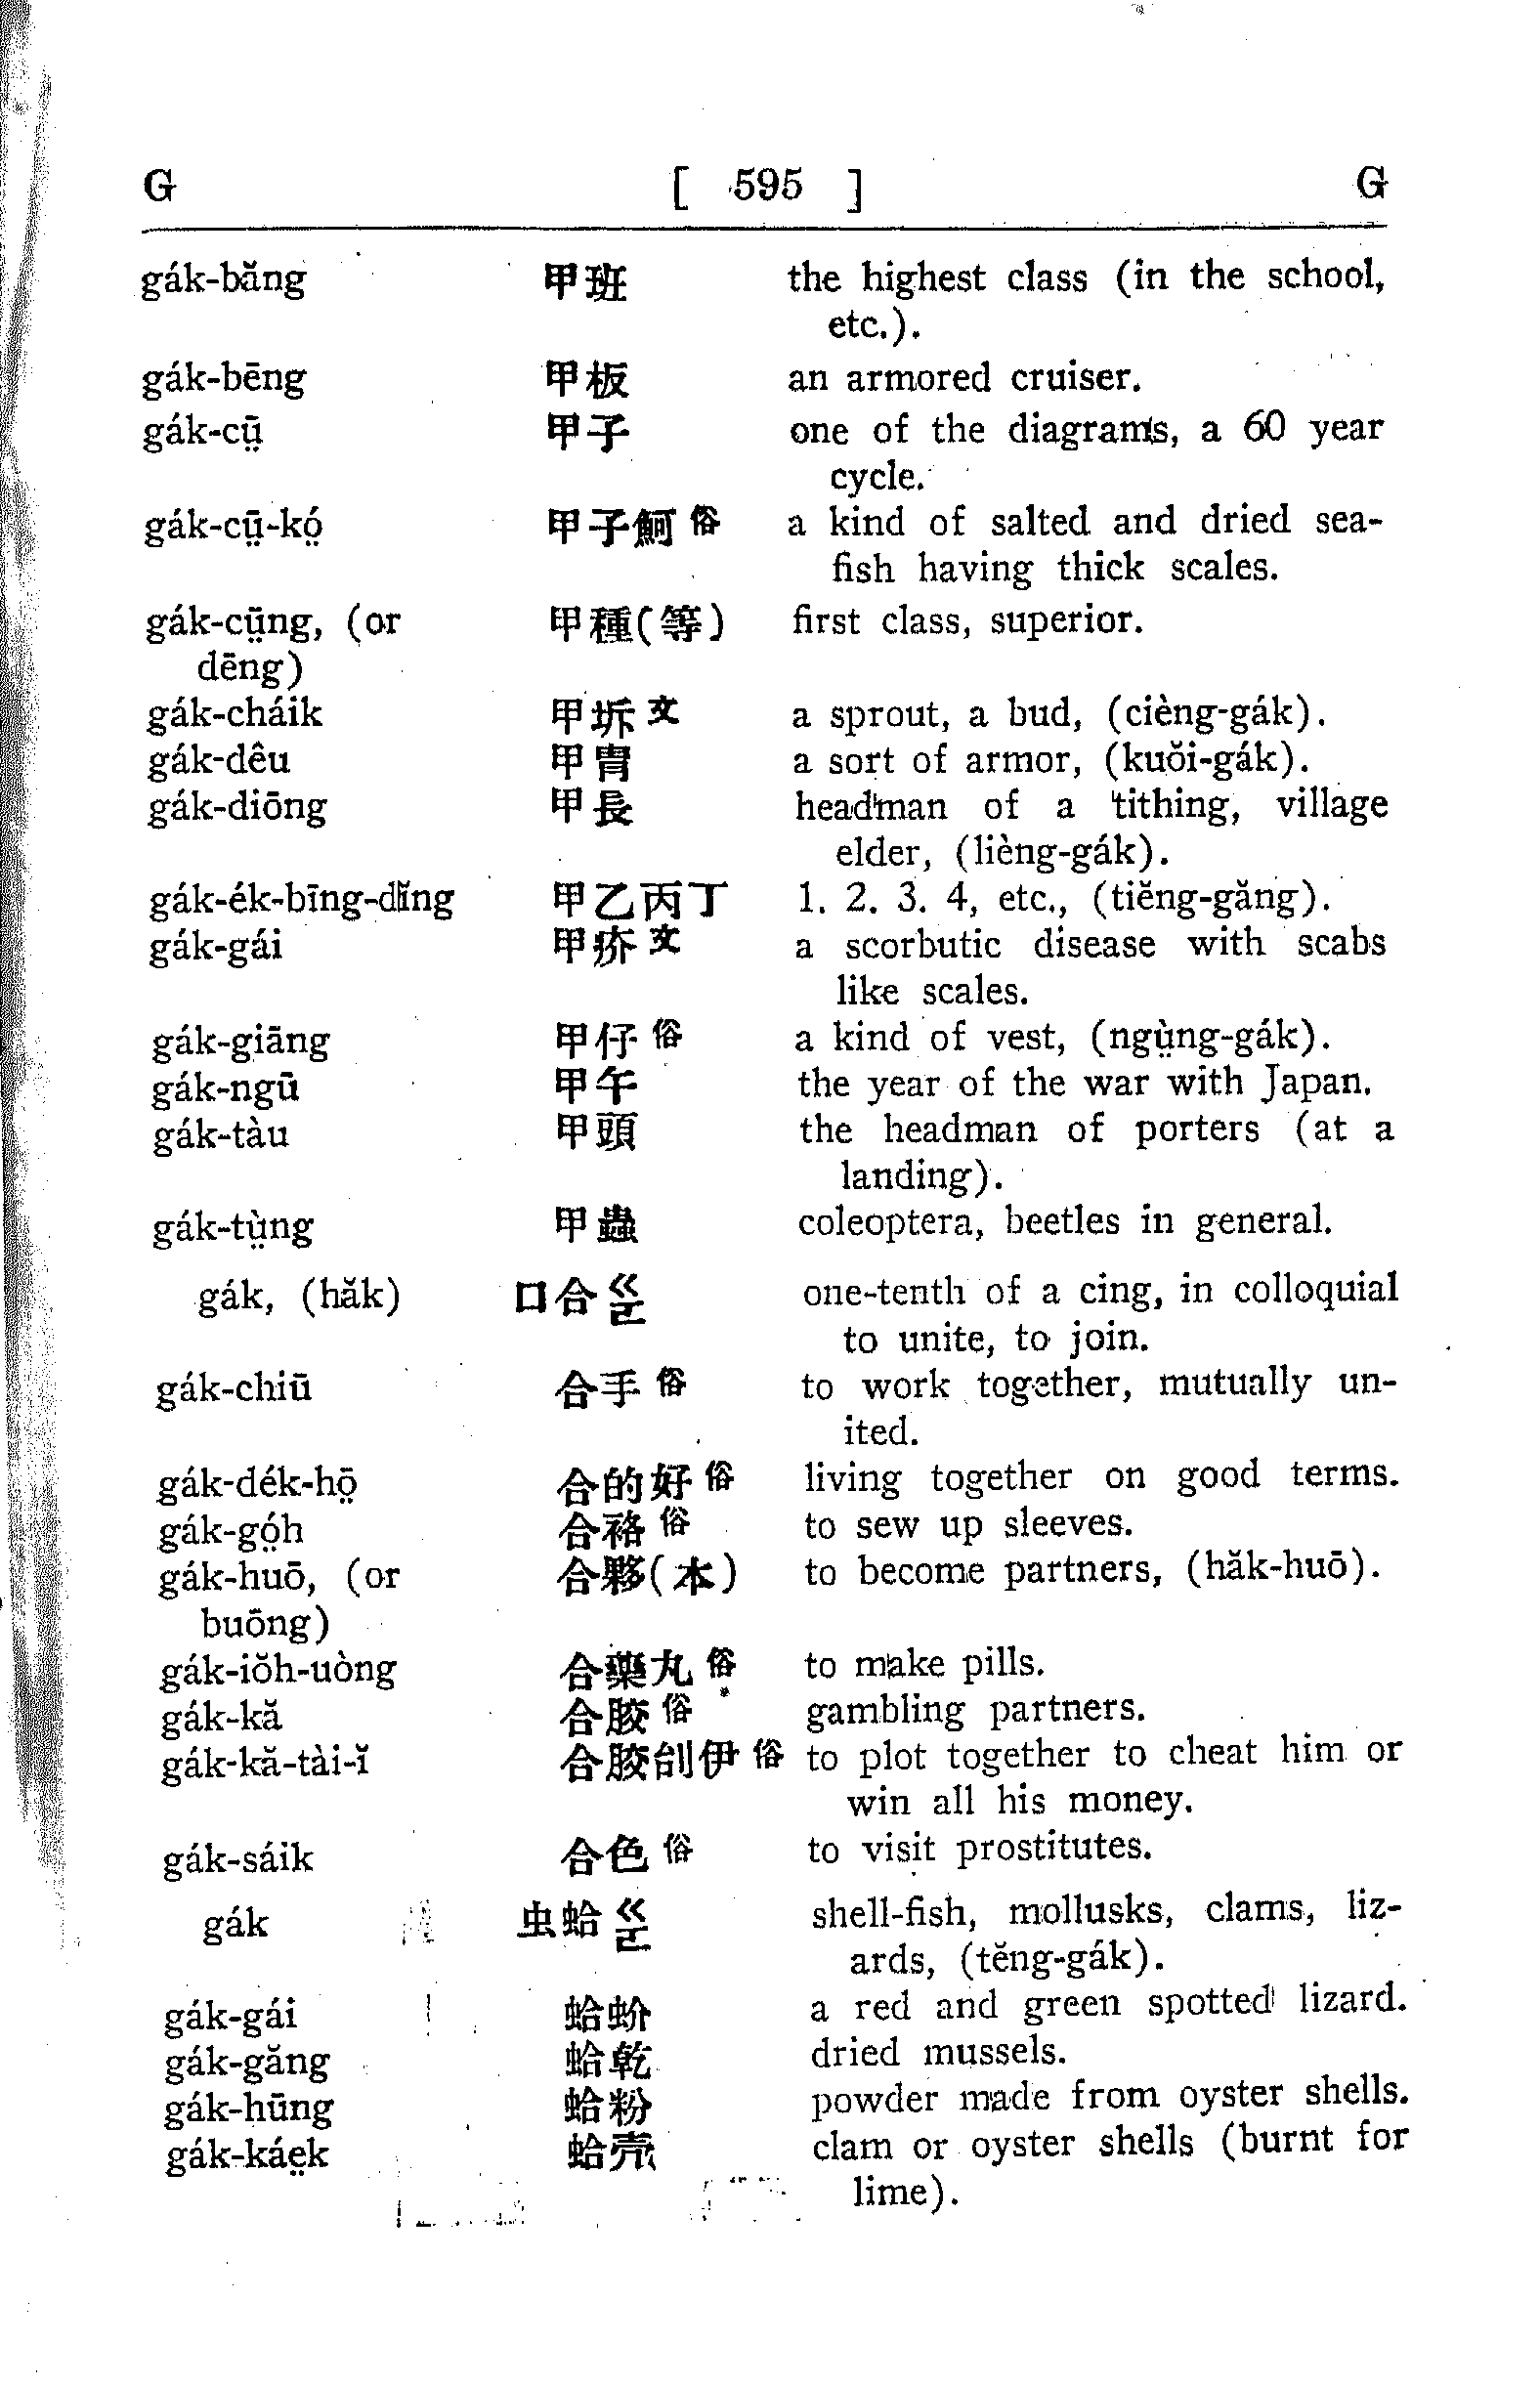 G [ 595 ] G
gák-băng 甲班 the highest class (in the school,
etc.).
gák-bēng 甲板 an armored cruiser.
gák-cṳ̄ 甲子 one of the diagrams, a 60 year
cycle.
gák-cṳ̄-kó̤ 甲子魺俗 a kind of salted and dried sea-
fish having thick scales.
gák-cṳ̄ng, (or 甲種(等) first class, superior.
dēng)
gák-cháik 甲坼文 a sprout, a bud, (cièng-gák).
gák-dêu 甲冑 a sort of armor, (kuŏi-gák).
gák-diōng 甲長 headman of a tithing, village
elder, (lièng-gák).
gák-ék-bīng-dĭng 甲乙丙丁 1. 2. 3. 4, etc., (tiĕng-găng).
gák-gái 甲疥文 a scorbutic disease with scabs
like scales.
gák-giāng 甲仔俗 a kind of vest, (ngṳ̀ng-gák).
gák-ngū 甲午 the year of the war with Japan.
gák-tàu 甲頭 the headman of porters (at a
landing).
gák-tṳ̀ng 甲蟲 coleoptera, beetles in general.
gák, (hăk) 口合 one-tenth of a cing, in colloquial
to unite, to join.
gák-chiū 合手俗 to work together, mutually un-
ited.
gák-dék-hō̤ 合的好俗 living together on good terms.
gák-gó̤h 合袼俗 to sew up sleeves.
gák-huō, (or 合夥(本) to become partners, (hăk-huō).
buōng)
gák-iŏh-uòng 合藥丸俗 to make pills.
gák-kă 合骹俗 gambling partners.
gák-kă-tài-ĭ 合骹刣伊俗 to plot together to cheat him or
win all his money.
gák-sáik 合色俗 to visit prostitutes.
gák 虫蛤 shell-fish, mollusks, clams, liz-
ards, (tĕng-gák).
gák-gái 蛤蚧 a red and green spotted lizard.
gák-găng 蛤乾 dried mussels.
gák-hūng 蛤粉 powder made from oyster shells.
gák-káe̤k 蛤殼 clam or oyster shells (burnt for
lime).